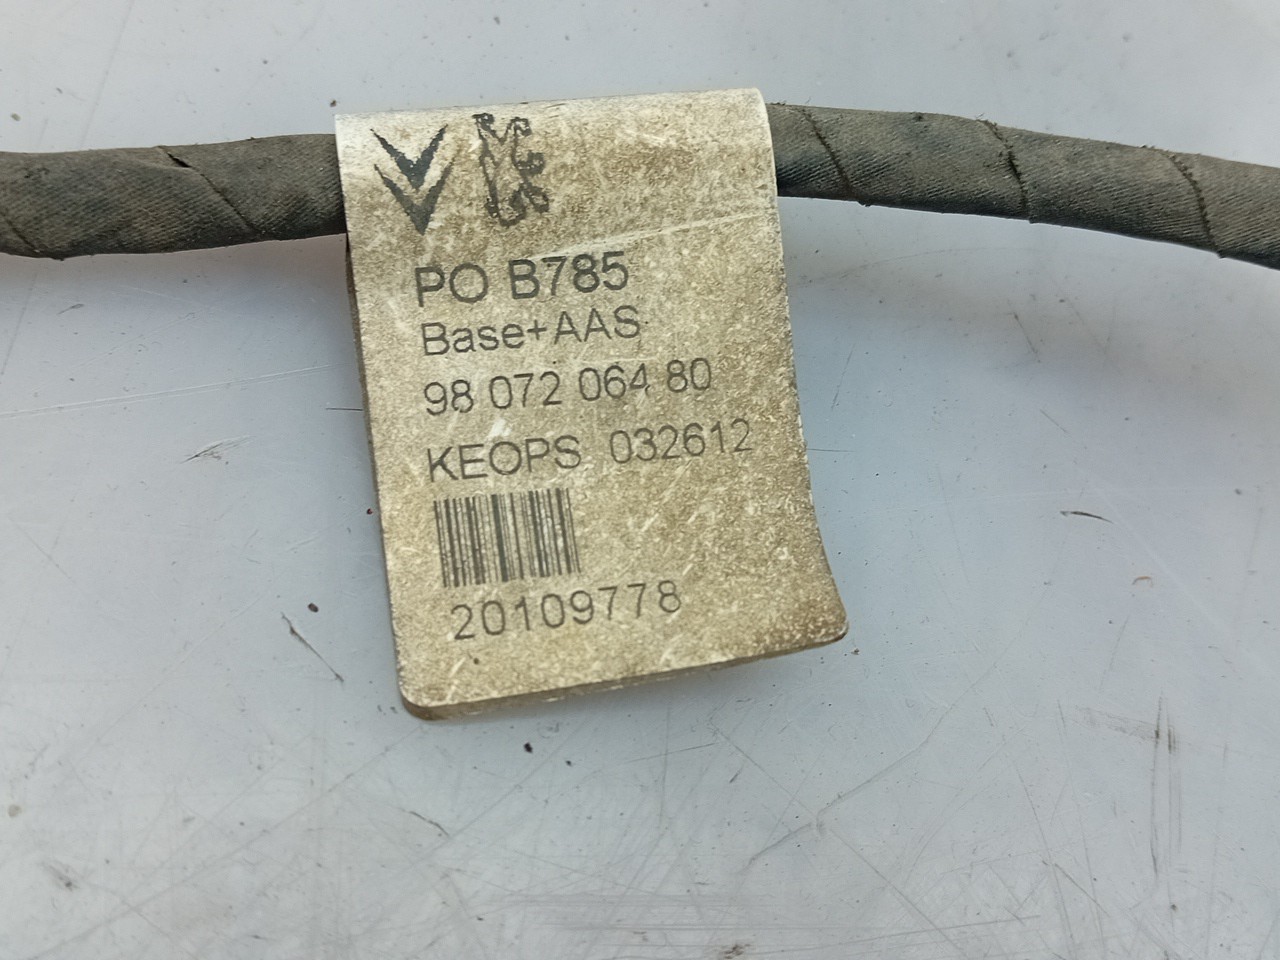 PO B785
Base+AAS
98 072 064 80
KEOPS 032612
20109778